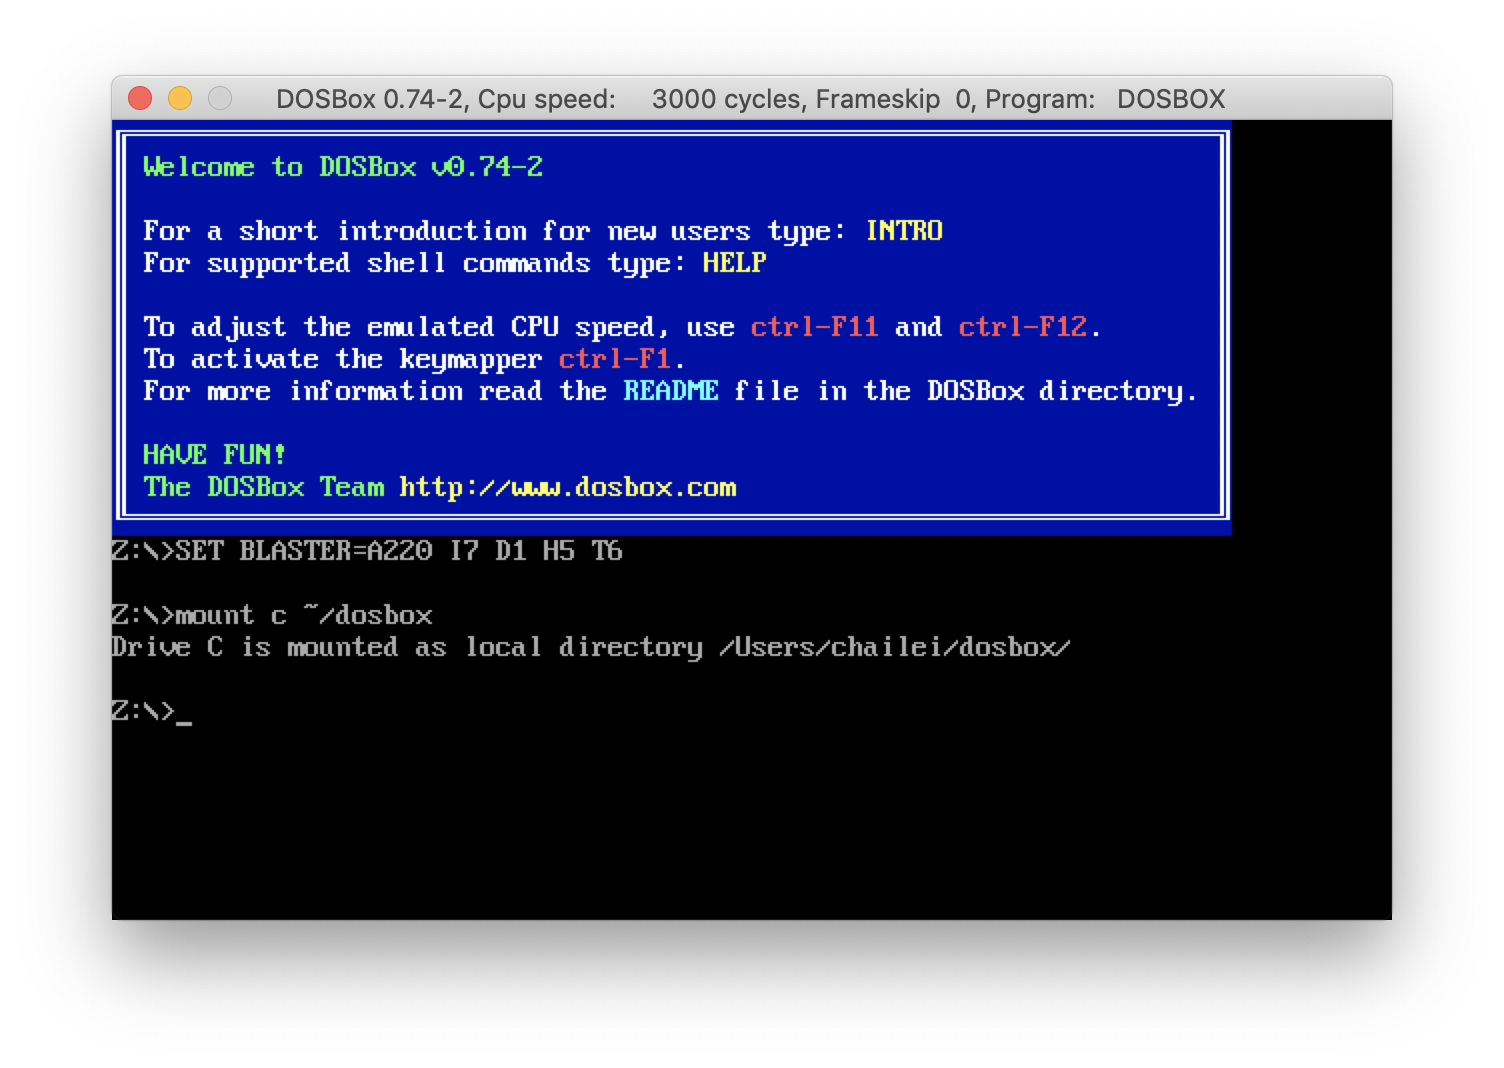 DOSBox 0.74-2, Cpu speed:    3000 cycles, Frameskip  0, Program:   DOSBOX
Welcome to DOSBox v0.74-2
For a short introduction for new users type: INTRO
For supported shell commands type: HELP
To adjust the emulated CPU speed, use ctrl-F11 and ctrl-F12.
To activate the keymapper ctrl-F1.
For more information read the README file in the DOSBox directory.
HAVE FUN!
The DOSBox Team http://www.dosbox.com
Z:\>SET BLASTER=A220 I7 D1 H5 T6
Z:\>mount c ~/dosbox
Drive C is mounted as local directory /Users/chailei/dosbox/
Z:\>_